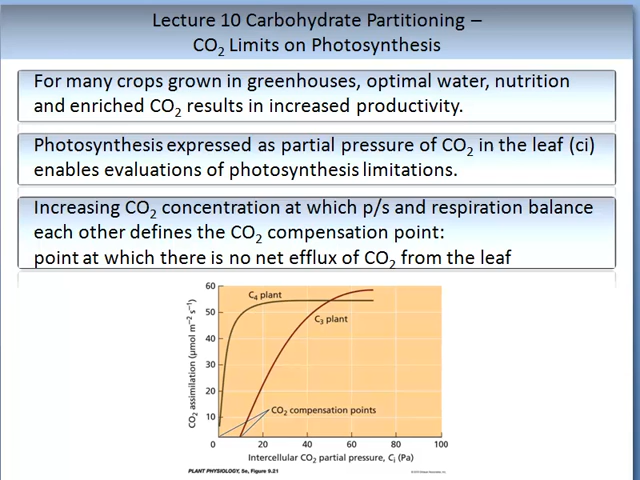 Lecture 10 Carbohydrate Partitioning –
CO₂ Limits on Photosynthesis
For many crops grown in greenhouses, optimal water, nutrition
and enriched CO₂ results in increased productivity.
Photosynthesis expressed as partial pressure of CO₂ in the leaf (ci)
enables evaluations of photosynthesis limitations.
Increasing CO₂ concentration at which p/s and respiration balance
each other defines the CO₂ compensation point:
point at which there is no net efflux of CO₂ from the leaf
60
C₄ plant
50
C₃ plant
40
30
20
10
CO₂ compensation points
CO₂ assimilation (μmol m⁻² s⁻¹)
0 20 40 60 80 100
Intercellular CO₂ partial pressure, Cᵢ (Pa)
PLANT PHYSIOLOGY, 5e, Figure 9.21